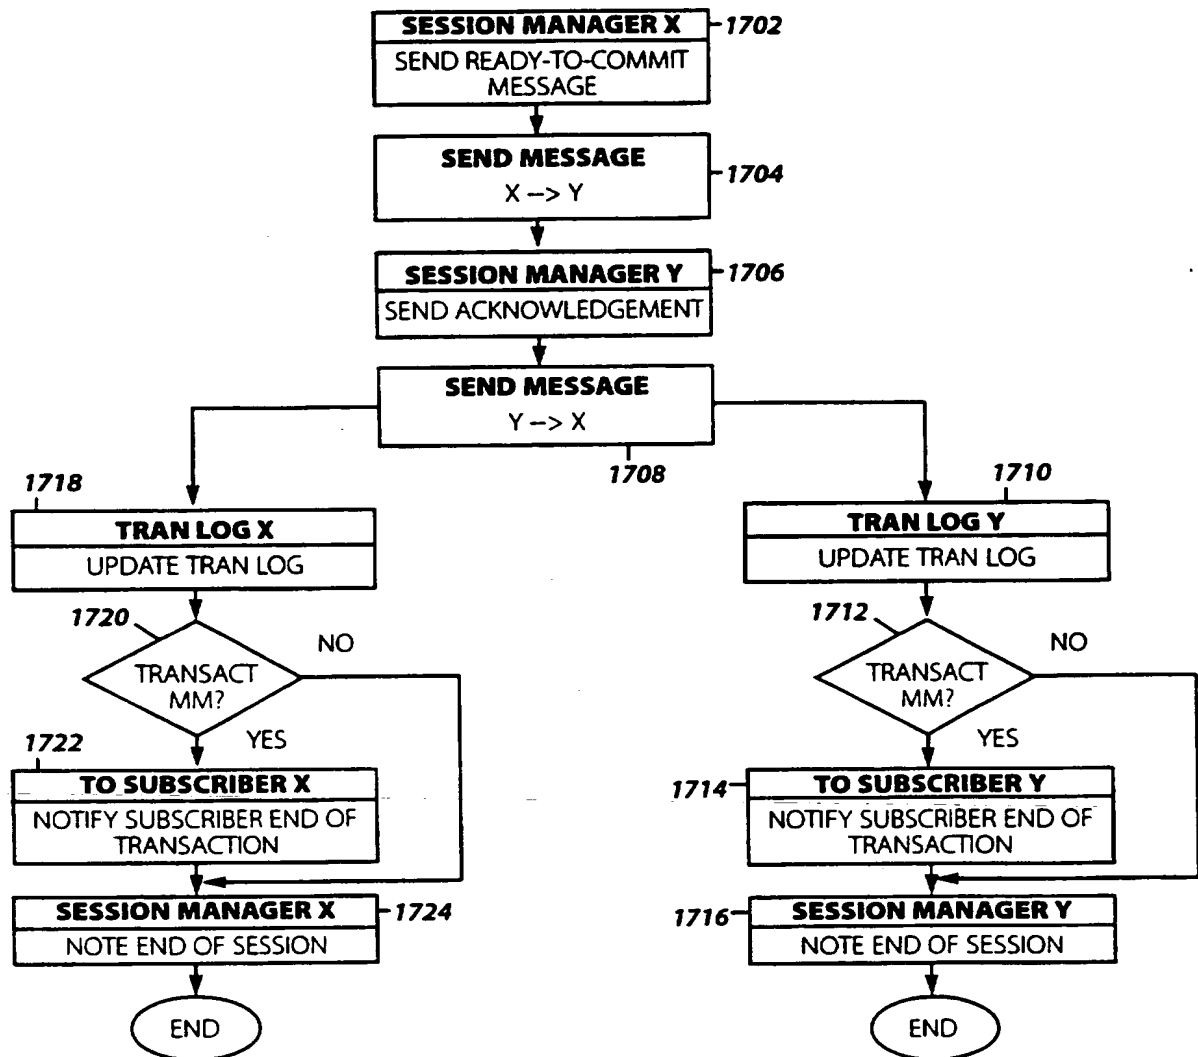 SESSION MANAGER X
1702
SEND READY-TO-COMMIT
MESSAGE
SEND MESSAGE
X --> Y
1704
SESSION MANAGER Y
1706
SEND ACKNOWLEDGEMENT
SEND MESSAGE
Y --> X
1708
1718
TRAN LOG X
UPDATE TRAN LOG
1720
TRANSACT
MM?
NO
YES
1722
TO SUBSCRIBER X
NOTIFY SUBSCRIBER END OF
TRANSACTION
SESSION MANAGER X
1724
NOTE END OF SESSION
END
1710
TRAN LOG Y
UPDATE TRAN LOG
1712
TRANSACT
MM?
NO
YES
1714
TO SUBSCRIBER Y
NOTIFY SUBSCRIBER END OF
TRANSACTION
1716
SESSION MANAGER Y
NOTE END OF SESSION
END